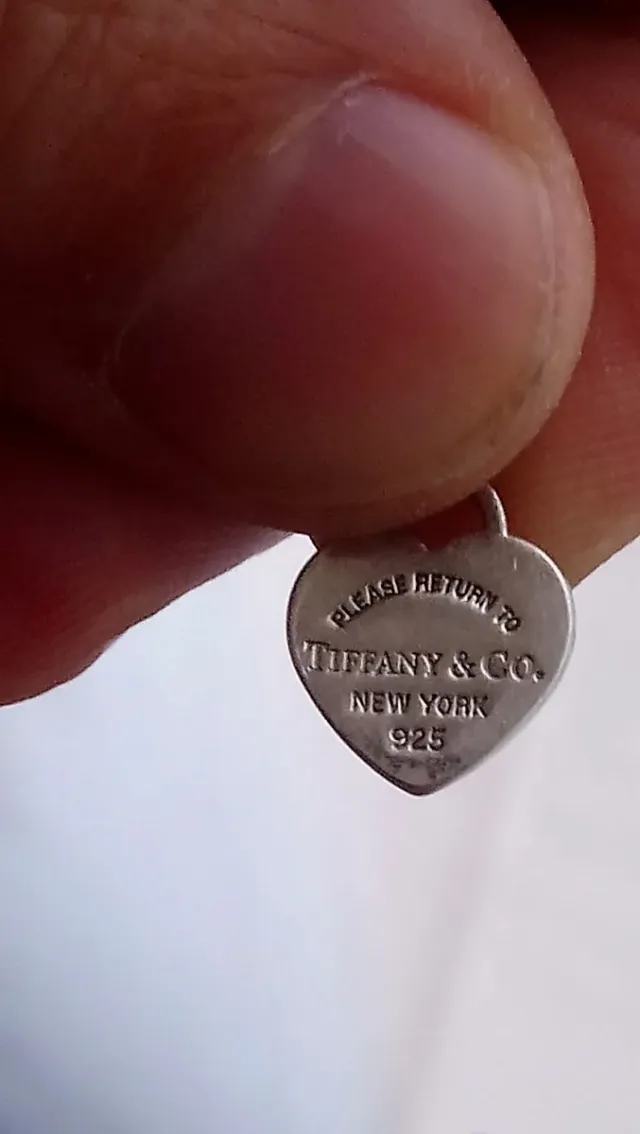 PLEASE RETURN TO
TIFFANY & CO.
NEW YORK
925